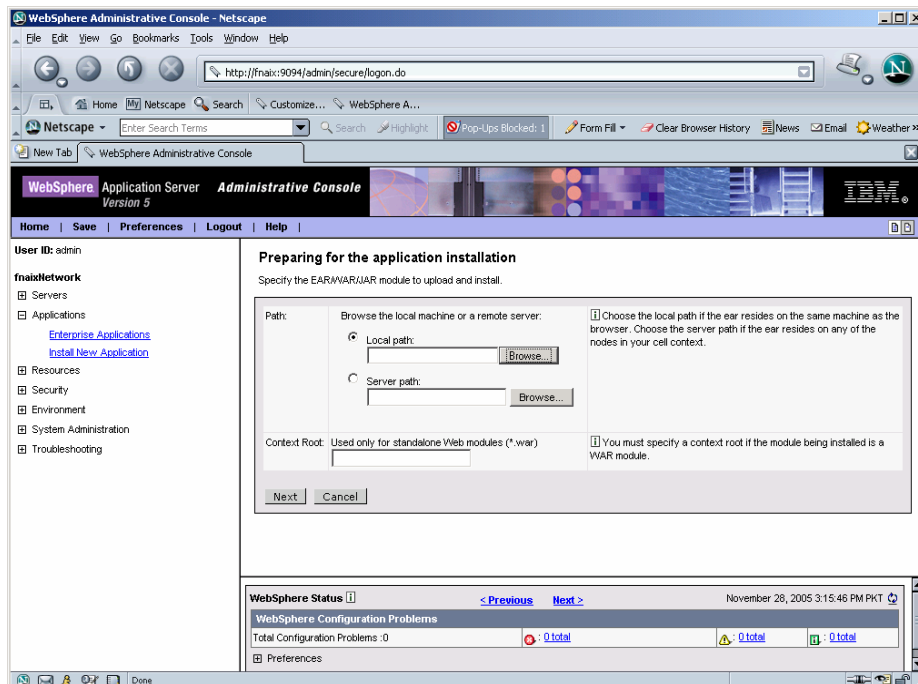 WebSphere Administrative Console - Netscape
File Edit View Go Bookmarks Tools Window Help
http://fnaix:9094/admin/secure/logon.do
Home My Netscape Search Customize... WebSphere A...
Netscape Enter Search Terms Search Highlight Pop-Ups Blocked: 1 Form Fill Clear Browser History News Email Weather
New Tab WebSphere Administrative Console
WebSphere Application Server Administrative Console
Version 5
IBM.
Home | Save | Preferences | Logout | Help |
User ID: admin
fnaixNetwork
Servers
Applications
Enterprise Applications
Install New Application
Resources
Security
Environment
System Administration
Troubleshooting
Preparing for the application installation
Specify the EAR/WAR/JAR module to upload and install.
Path:
Browse the local machine or a remote server:
Local path:
Browse...
Server path:
Browse...
Choose the local path if the ear resides on the same machine as the
browser. Choose the server path if the ear resides on any of the
nodes in your cell context.
Context Root:
Used only for standalone Web modules (*.war)
You must specify a context root if the module being installed is a
WAR module.
Next Cancel
WebSphere Status < Previous Next > November 28, 2005 3:15:46 PM PKT
WebSphere Configuration Problems
Total Configuration Problems :0 : 0 total : 0 total : 0 total
Preferences
Done